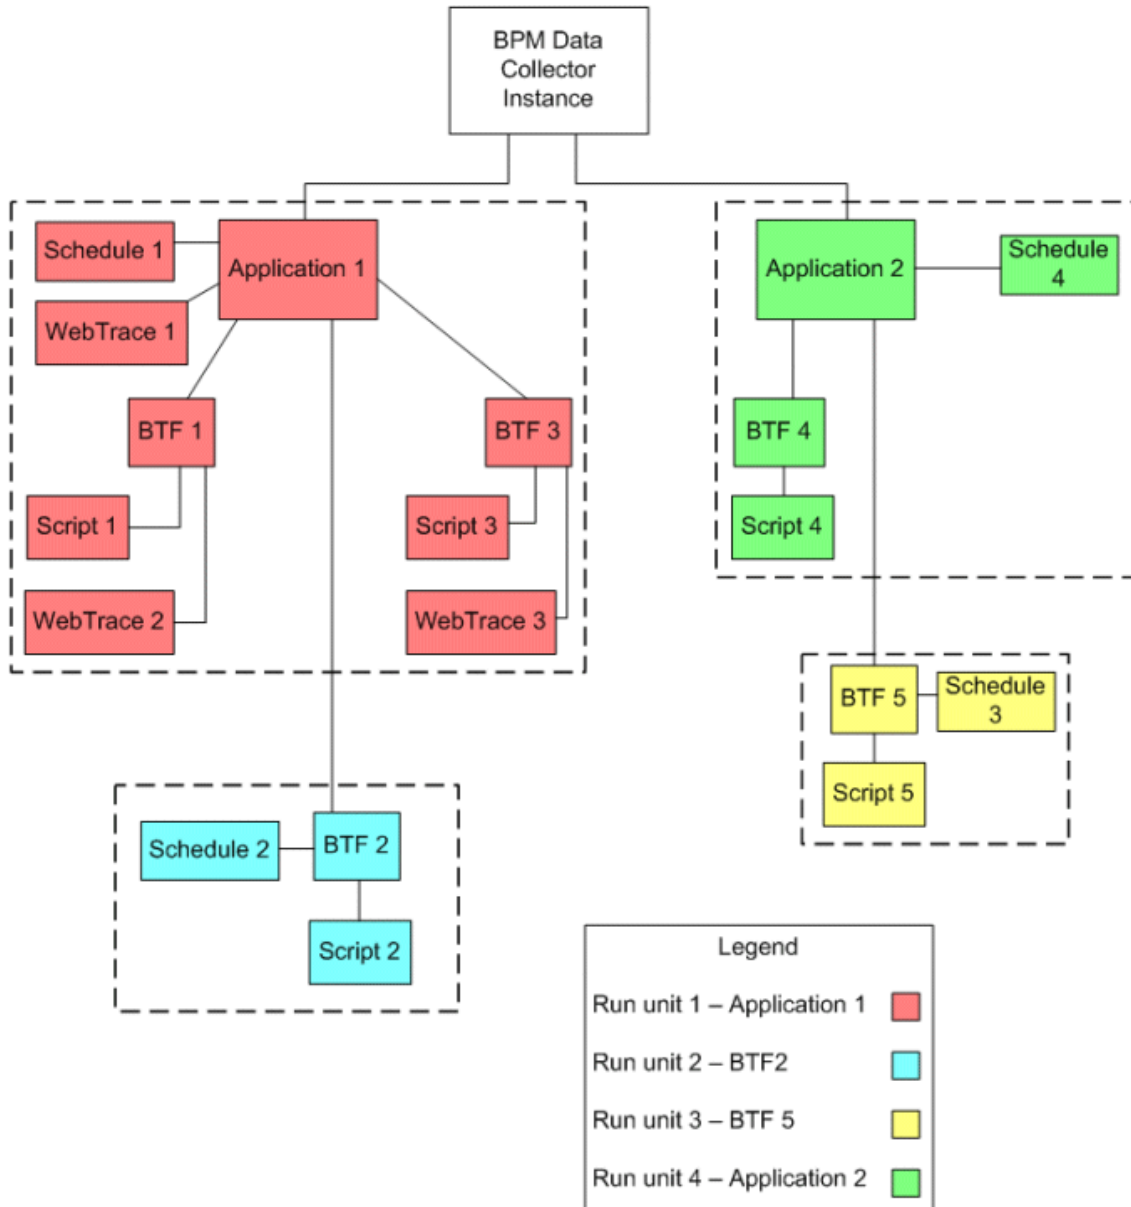 BPM Data
Collector
Instance
Schedule 1
Application 1
WebTrace 1
BTF 1
BTF 3
Script 1
Script 3
WebTrace 2
WebTrace 3
Application 2
Schedule
4
BTF 4
Script 4
BTF 5
Schedule
3
Script 5
Schedule 2
BTF 2
Script 2
Legend
Run unit 1 – Application 1
Run unit 2 – BTF2
Run unit 3 – BTF 5
Run unit 4 – Application 2